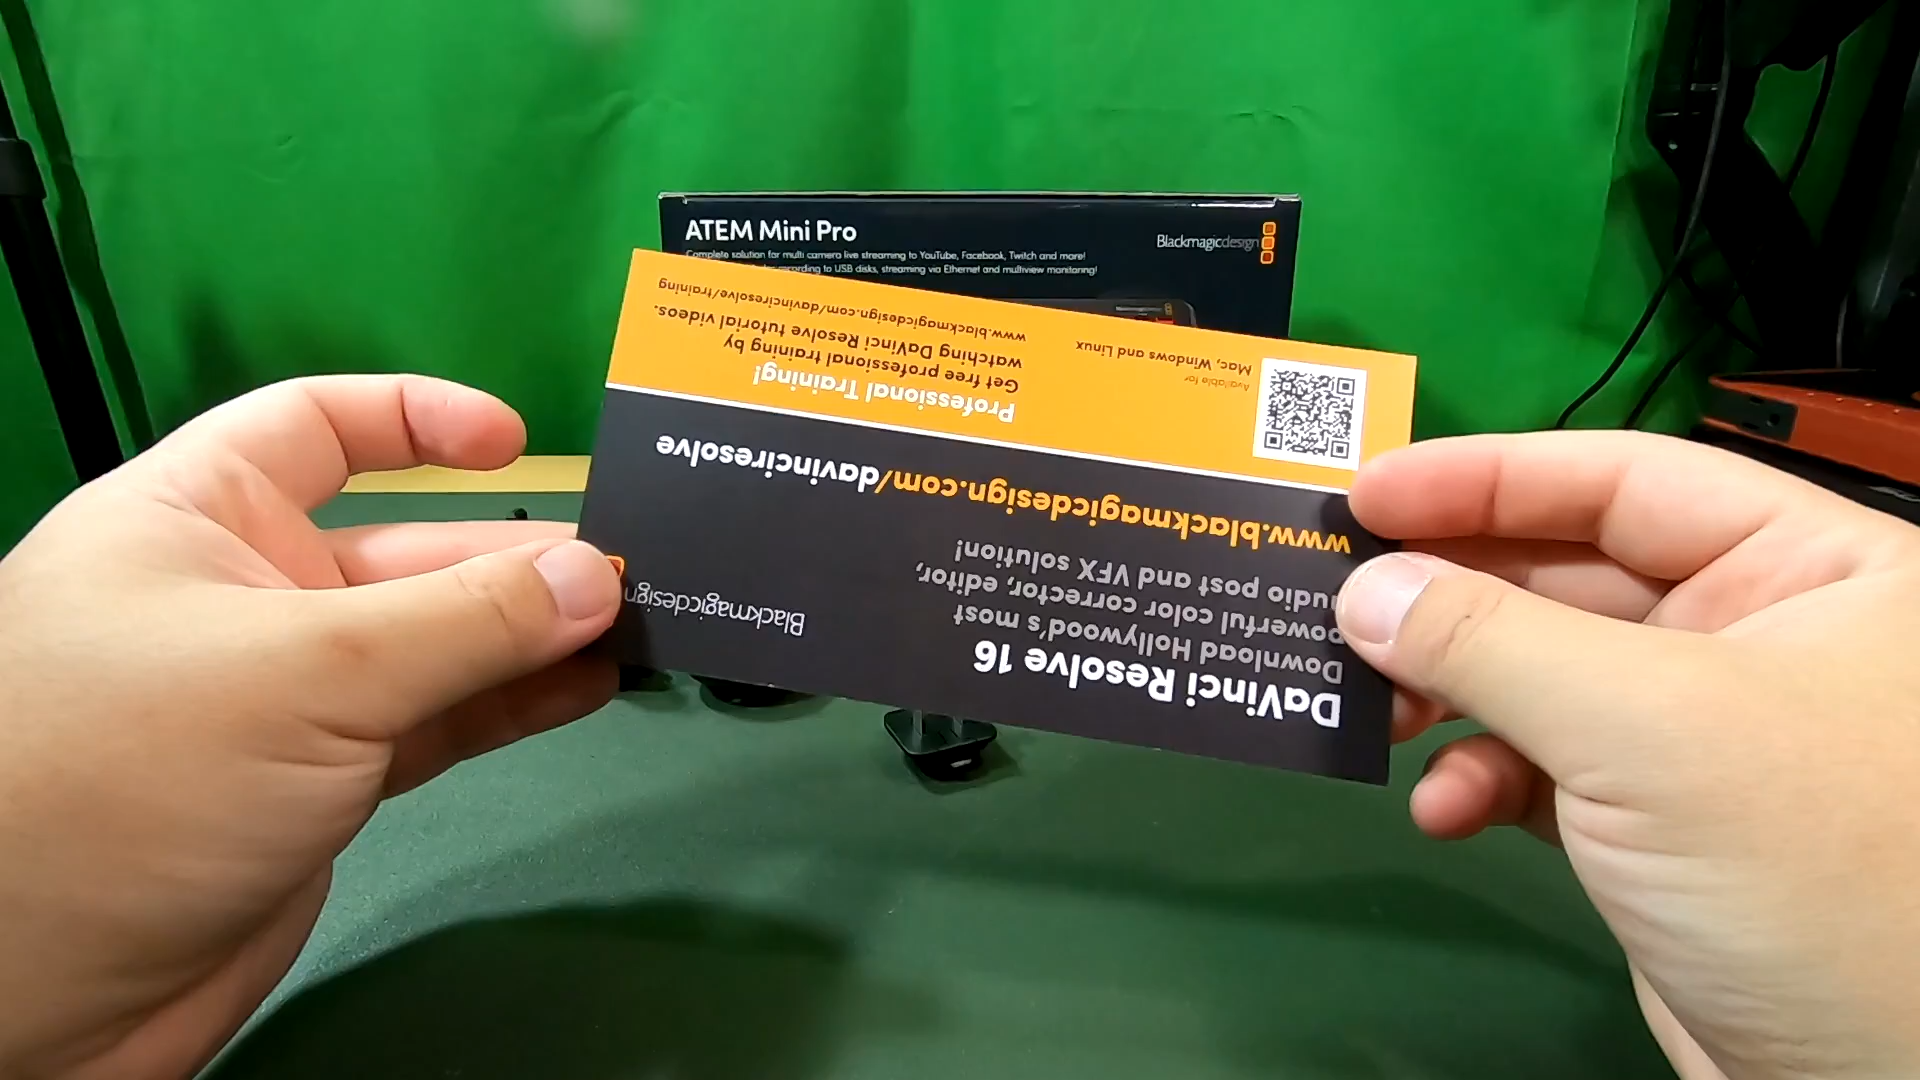 ATEM Mini Pro
Blackmagicdesign
Complete solution for multi camera live streaming to YouTube, Facebook, Twitch and more!
recording to USB disks, streaming via Ethernet and multiview monitoring!
DaVinci Resolve 16
Download Hollywood's most
powerful color corrector, editor,
audio post and VFX solution!
Blackmagicdesign
www.blackmagicdesign.com/davinciresolve
Professional Training!
Get free professional training by
watching DaVinci Resolve tutorial videos.
www.blackmagicdesign.com/davinciresolve/training
Available for
Mac, Windows and Linux